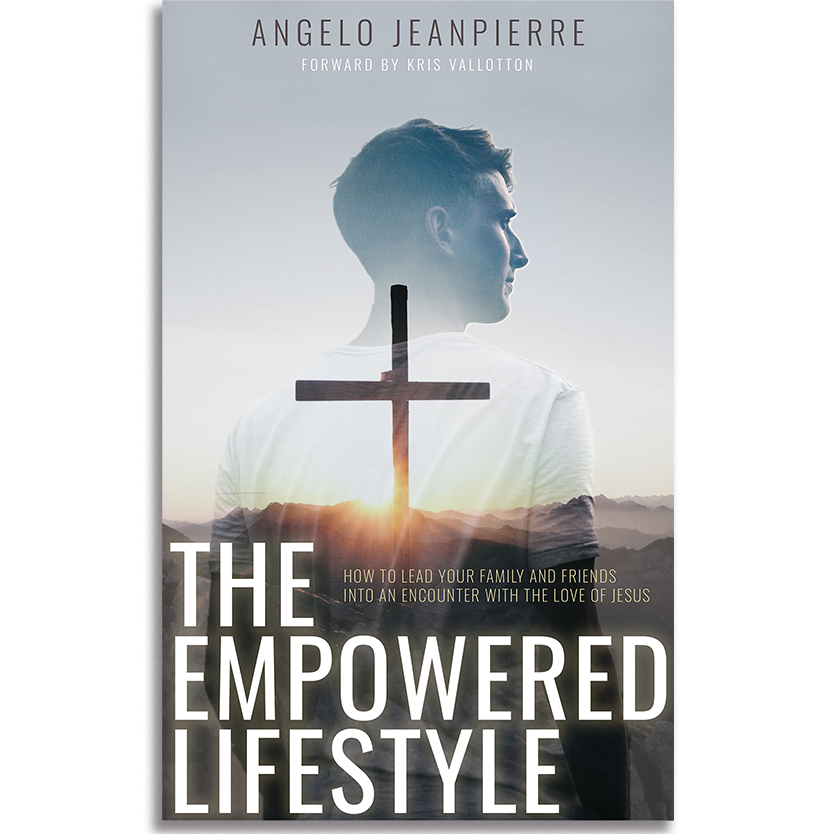 ANGELO JEANPIERRE
FORWARD BY KRIS VALLOTTON
THE
HOW TO LEAD YOUR FAMILY AND FRIENDS
INTO AN ENCOUNTER WITH THE LOVE OF JESUS
EMPOWERED
LIFESTYLE